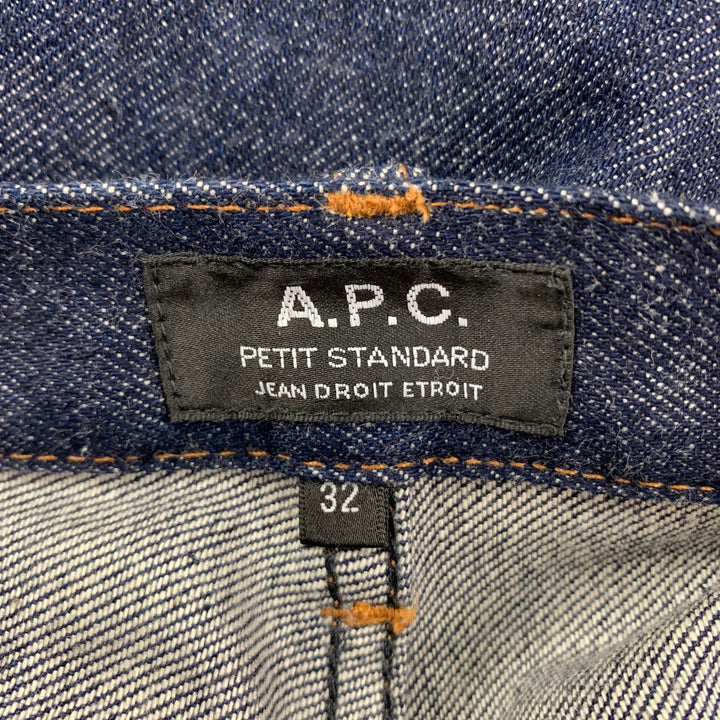 A.P.C.
PETIT STANDARD
JEAN DROIT ETROIT
32